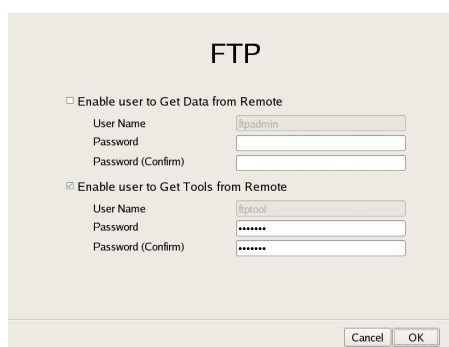 FTP
Enable user to Get Data from Remote
User Name ftpadmin
Password
Password (Confirm)
Enable user to Get Tools from Remote
User Name ftptool
Password •••••••
Password (Confirm) •••••••
Cancel OK